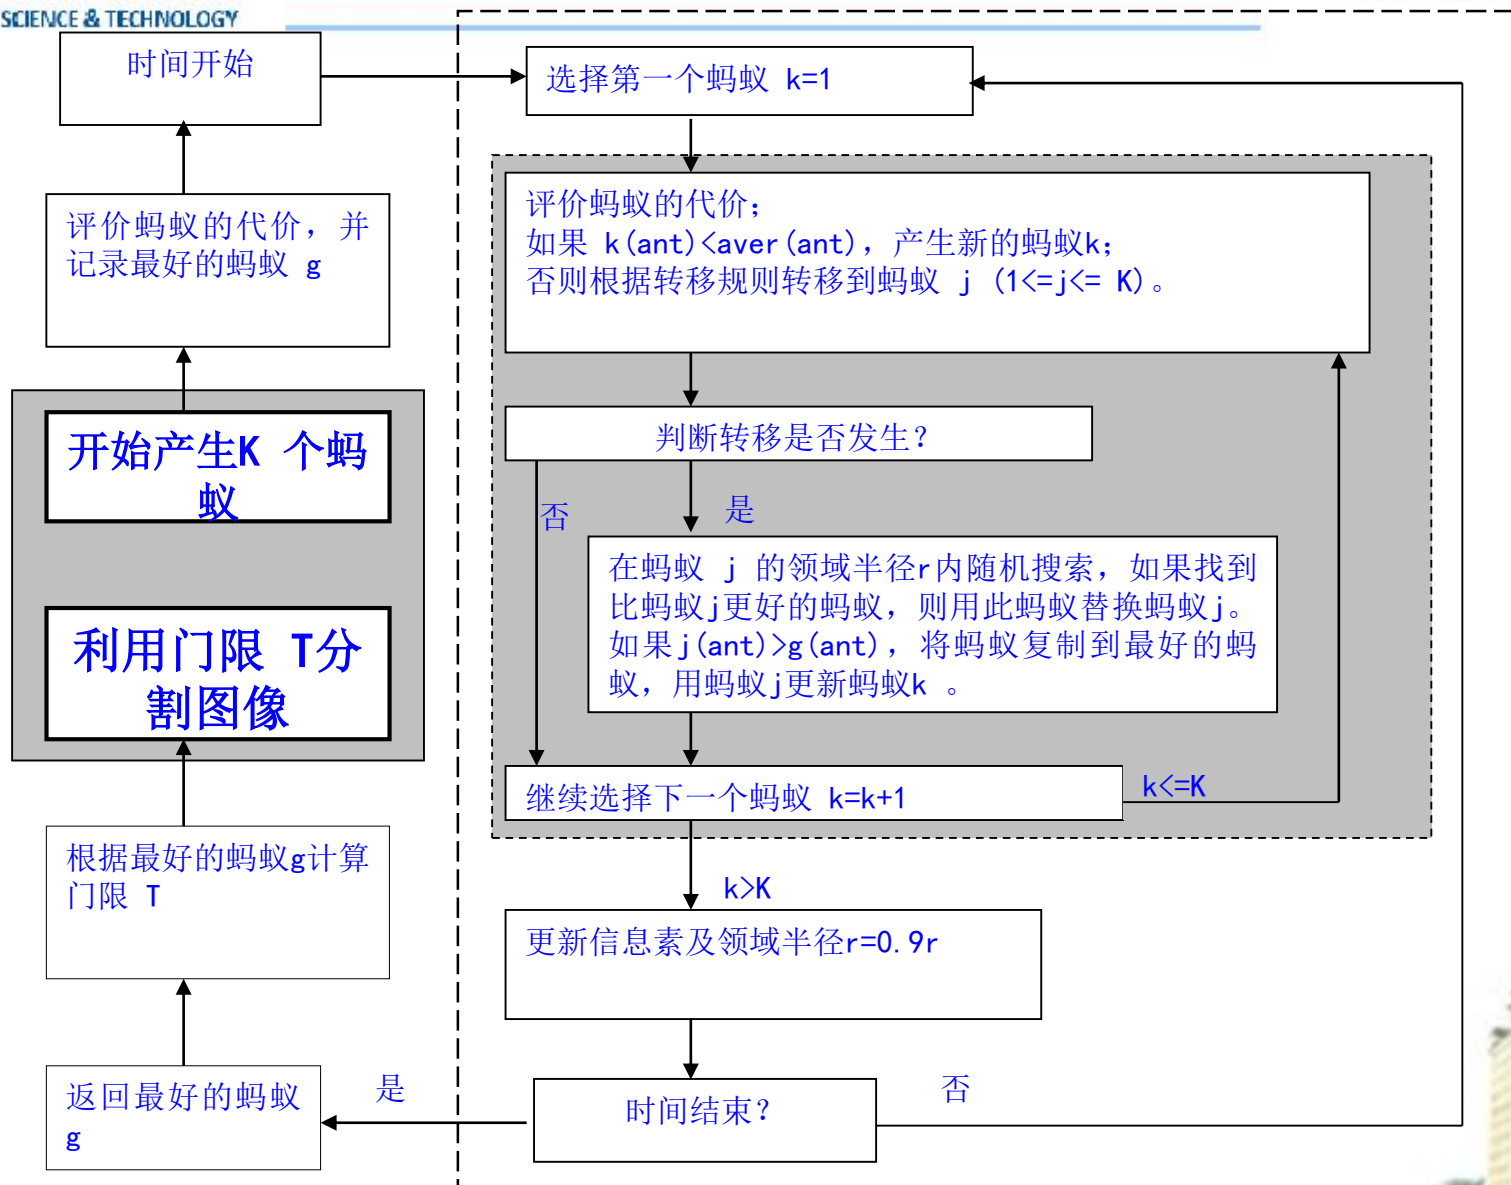 SCIENCE & TECHNOLOGY
时间开始
选择第一个蚂蚁 k=1
评价蚂蚁的代价，并
记录最好的蚂蚁 g
评价蚂蚁的代价；
如果 k(ant)<aver(ant)，产生新的蚂蚁k；
否则根据转移规则转移到蚂蚁 j (1<=j<= K)。
开始产生K 个蚂
蚁
判断转移是否发生？
否
是
在蚂蚁 j 的领域半径r内随机搜索，如果找到
比蚂蚁j更好的蚂蚁，则用此蚂蚁替换蚂蚁j。
如果j(ant)>g(ant)，将蚂蚁复制到最好的蚂
蚁，用蚂蚁j更新蚂蚁k 。
利用门限 T分
割图像
继续选择下一个蚂蚁 k=k+1
k<=K
根据最好的蚂蚁g计算
门限 T
k>K
更新信息素及领域半径r=0.9r
返回最好的蚂蚁
g
是
时间结束？
否